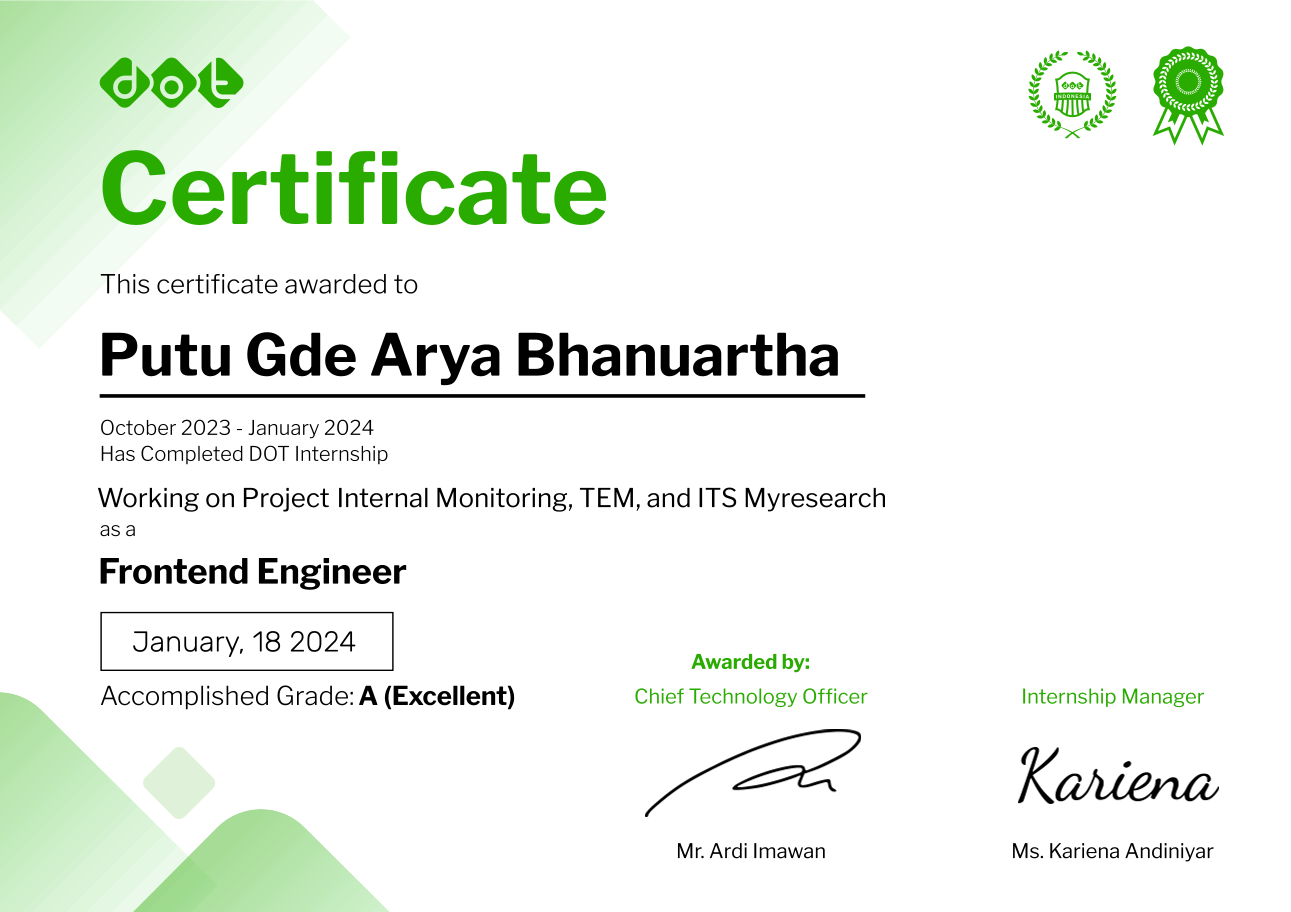 dot
dot
INDONESIA
Certificate
This certificate awarded to
Putu Gde Arya Bhanuartha
October 2023 - January 2024
Has Completed DOT Internship
Working on Project Internal Monitoring, TEM, and ITS Myresearch
as a
Frontend Engineer
January, 18 2024
Accomplished Grade: A (Excellent)
Awarded by:
Chief Technology Officer
Internship Manager
Kariena
Mr. Ardi Imawan
Ms. Kariena Andiniyar